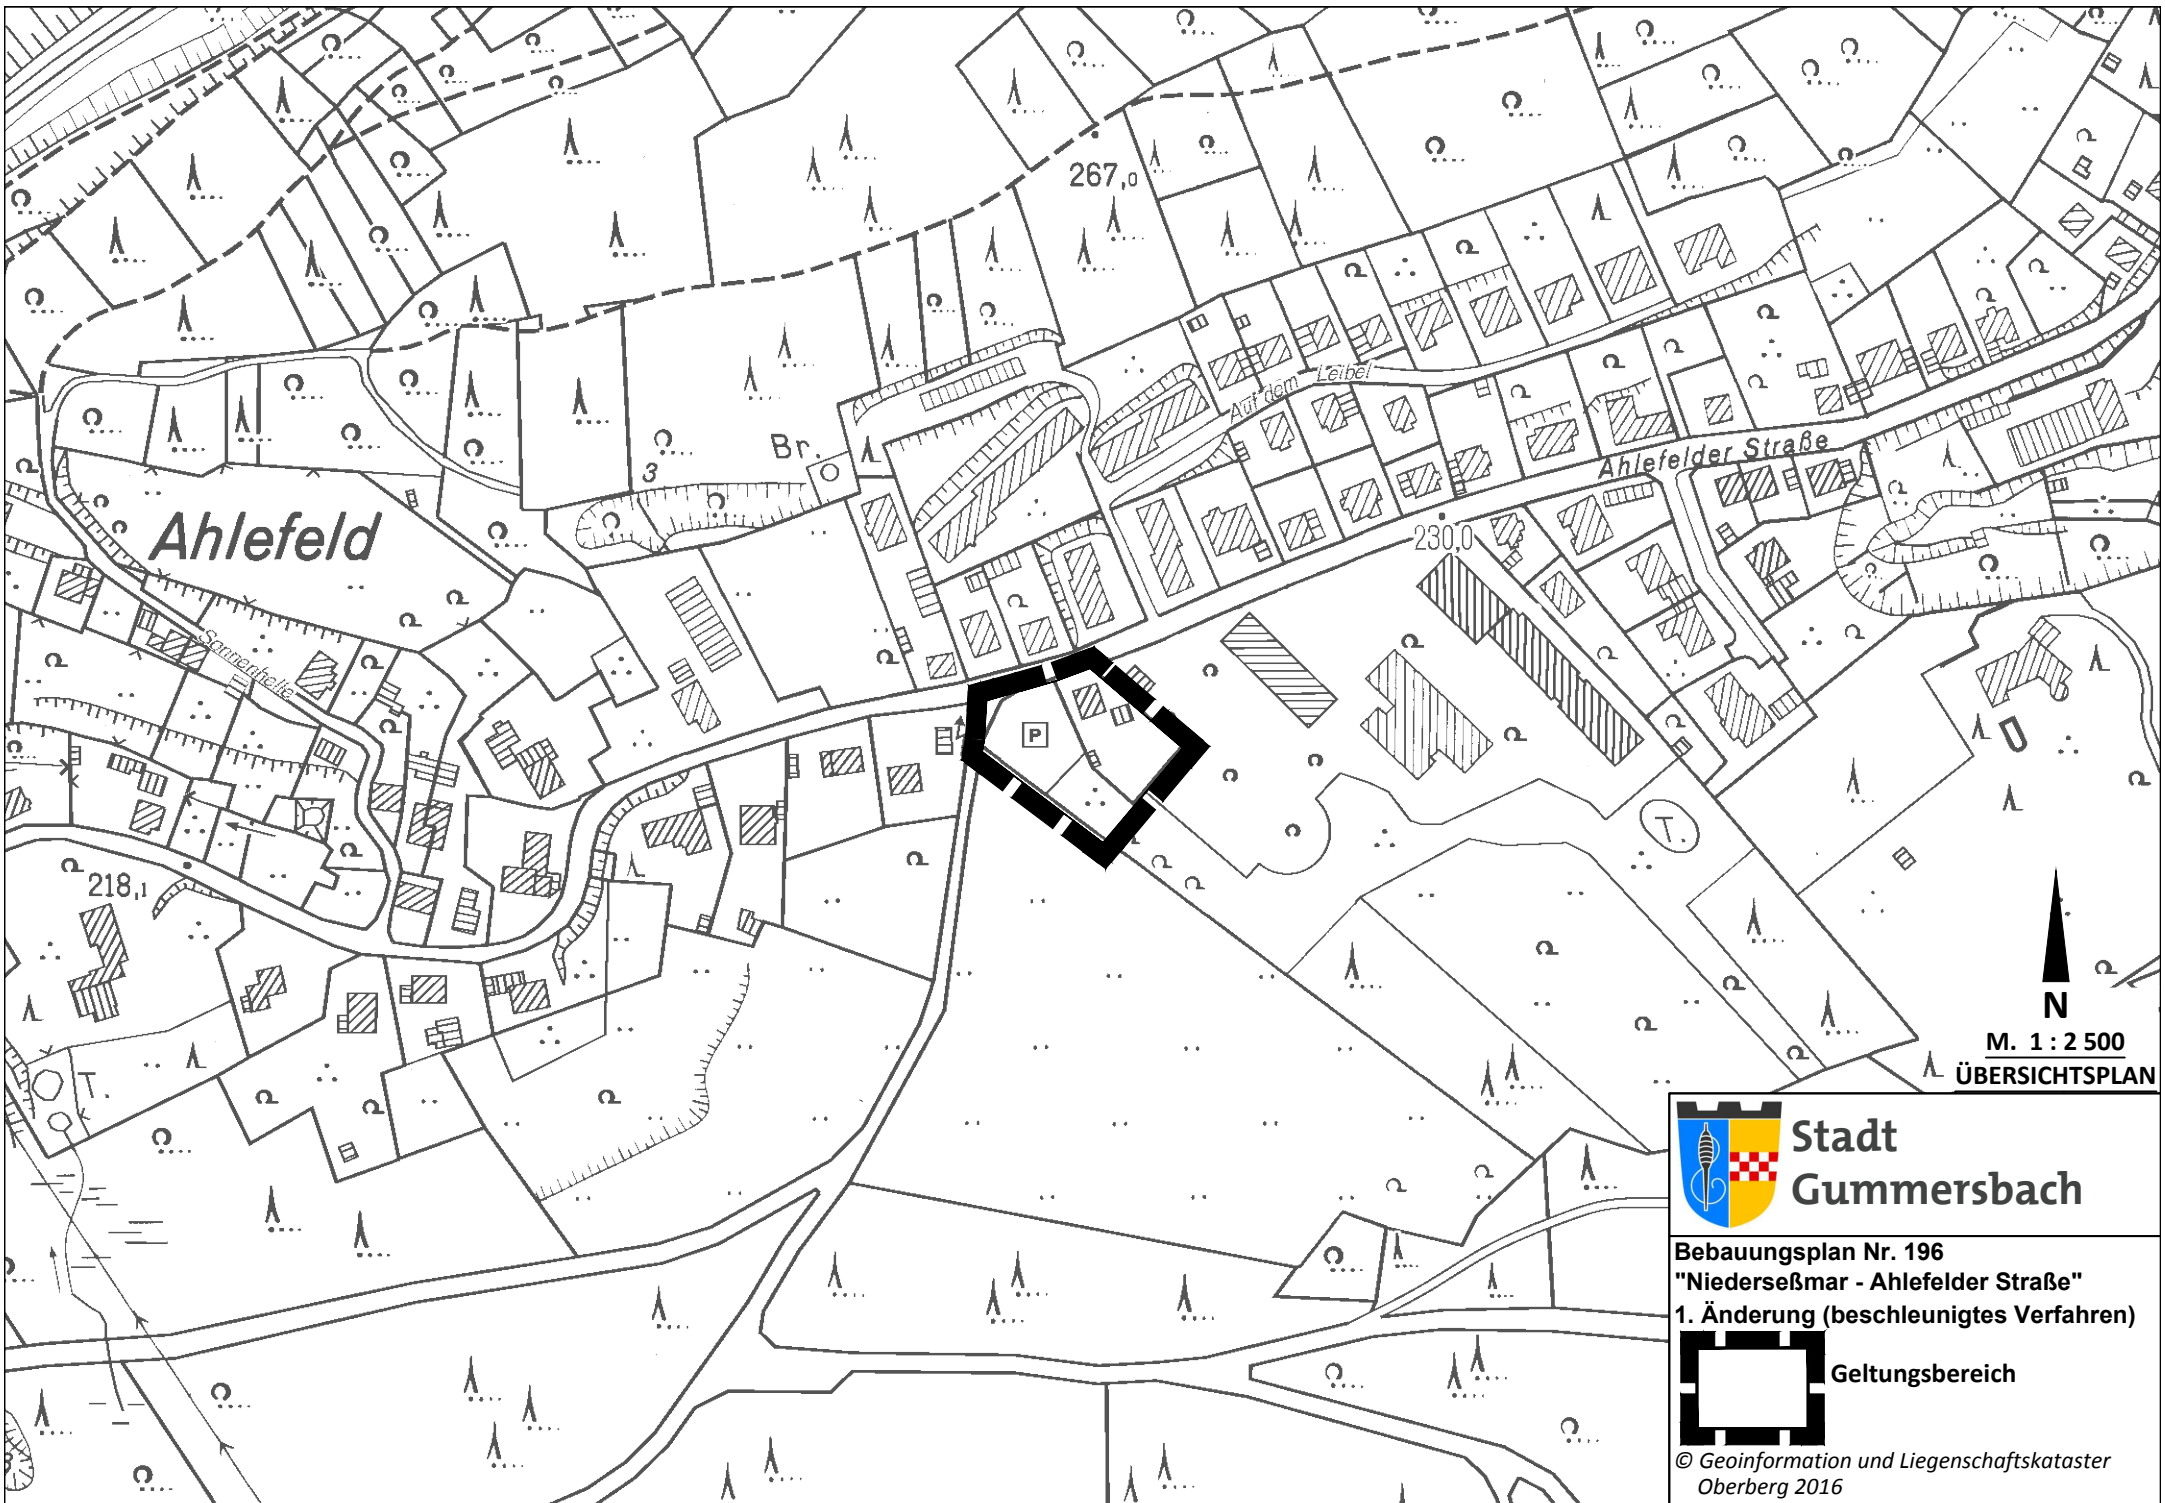 267,0
Auf dem Leibel
3
Br.
Ahlefelder Straße
Ahlefeld
230,0
Sonnenhelle
P
T.
218,1
T.
N
M. 1 : 2 500
ÜBERSICHTSPLAN
Stadt
Gummersbach
Bebauungsplan Nr. 196
"Niederseßmar - Ahlefelder Straße"
1. Änderung (beschleunigtes Verfahren)
Geltungsbereich
© Geoinformation und Liegenschaftskataster
Oberberg 2016